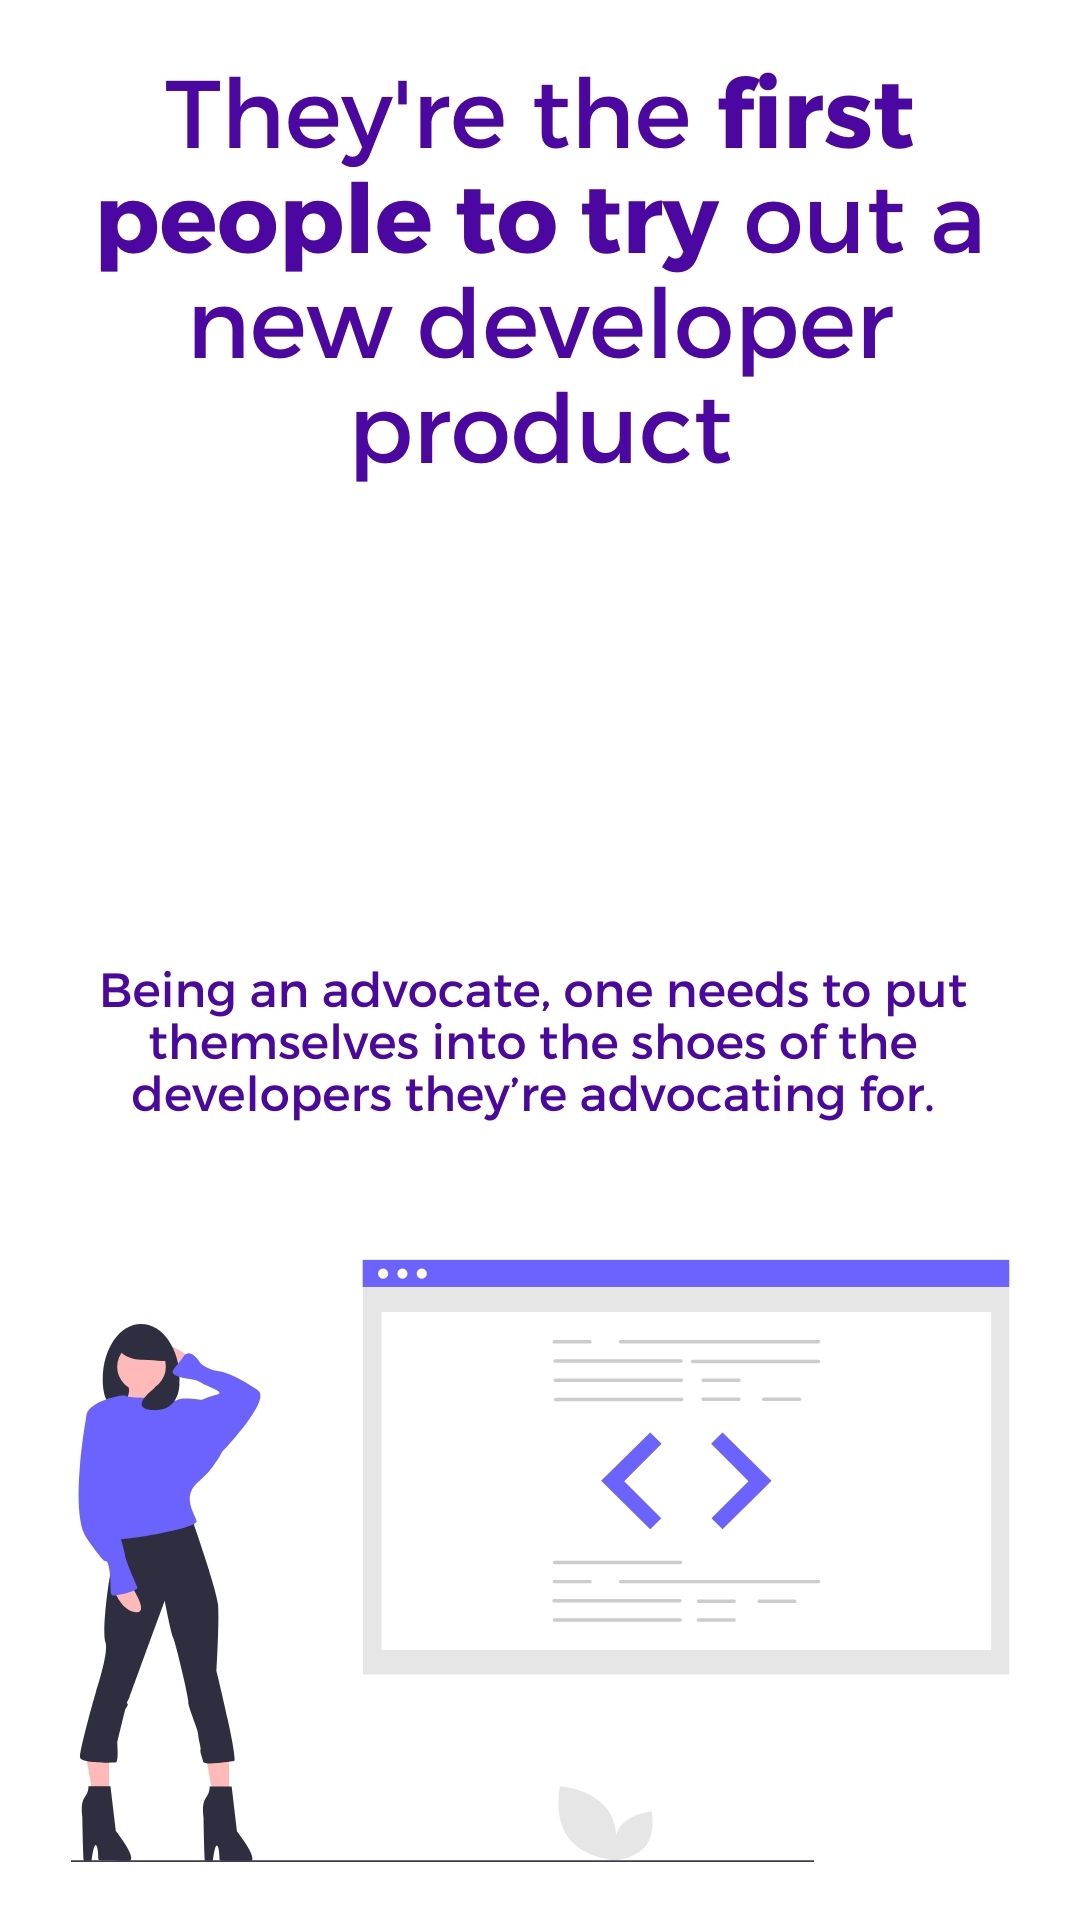 They're the first
people to try out a
new developer
product
Being an advocate, one needs to put
themselves into the shoes of the
developers they’re advocating for.